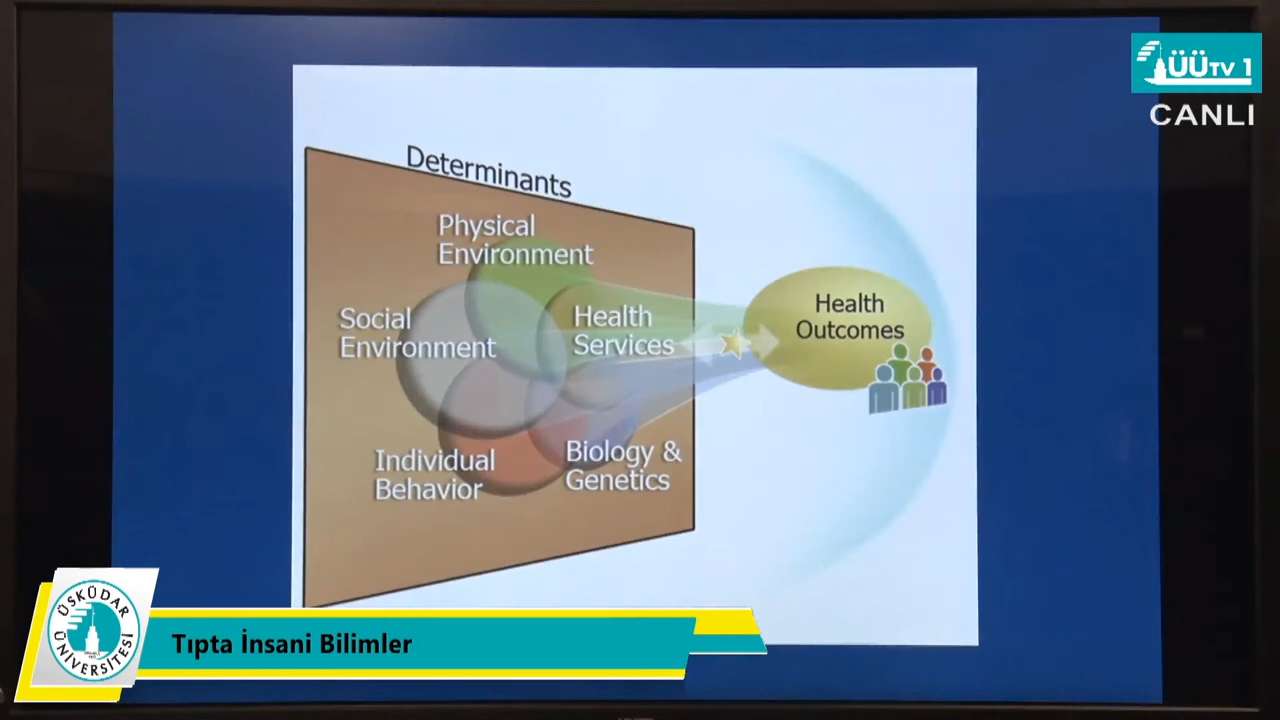 ÜÜTV 1
CANLI
Determinants
Physical
Environment
Social
Environment
Health
Services
Health
Outcomes
Individual
Behavior
Biology &
Genetics
ÜSKÜDAR
ÜNİVERSİTESİ
Tıpta İnsani Bilimler